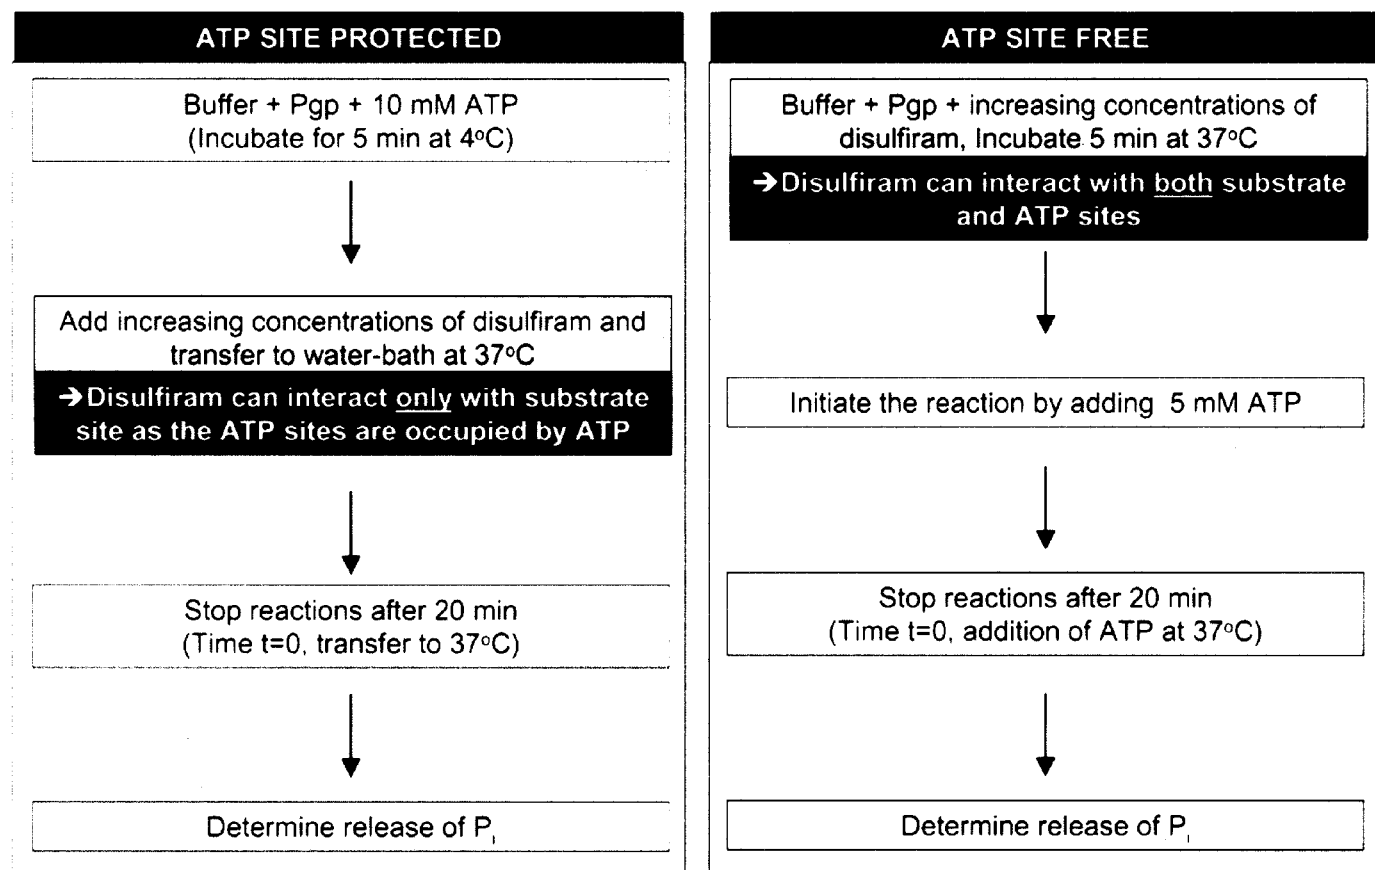 ATP SITE PROTECTED
Buffer + Pgp + 10 mM ATP
(Incubate for 5 min at 4ºC)
Add increasing concentrations of disulfiram and
transfer to water-bath at 37ºC
➔Disulfiram can interact only with substrate
site as the ATP sites are occupied by ATP
Stop reactions after 20 min
(Time t=0, transfer to 37ºC)
Determine release of Pi
ATP SITE FREE
Buffer + Pgp + increasing concentrations of
disulfiram, Incubate 5 min at 37ºC
➔Disulfiram can interact with both substrate
and ATP sites
Initiate the reaction by adding 5 mM ATP
Stop reactions after 20 min
(Time t=0, addition of ATP at 37ºC)
Determine release of Pi